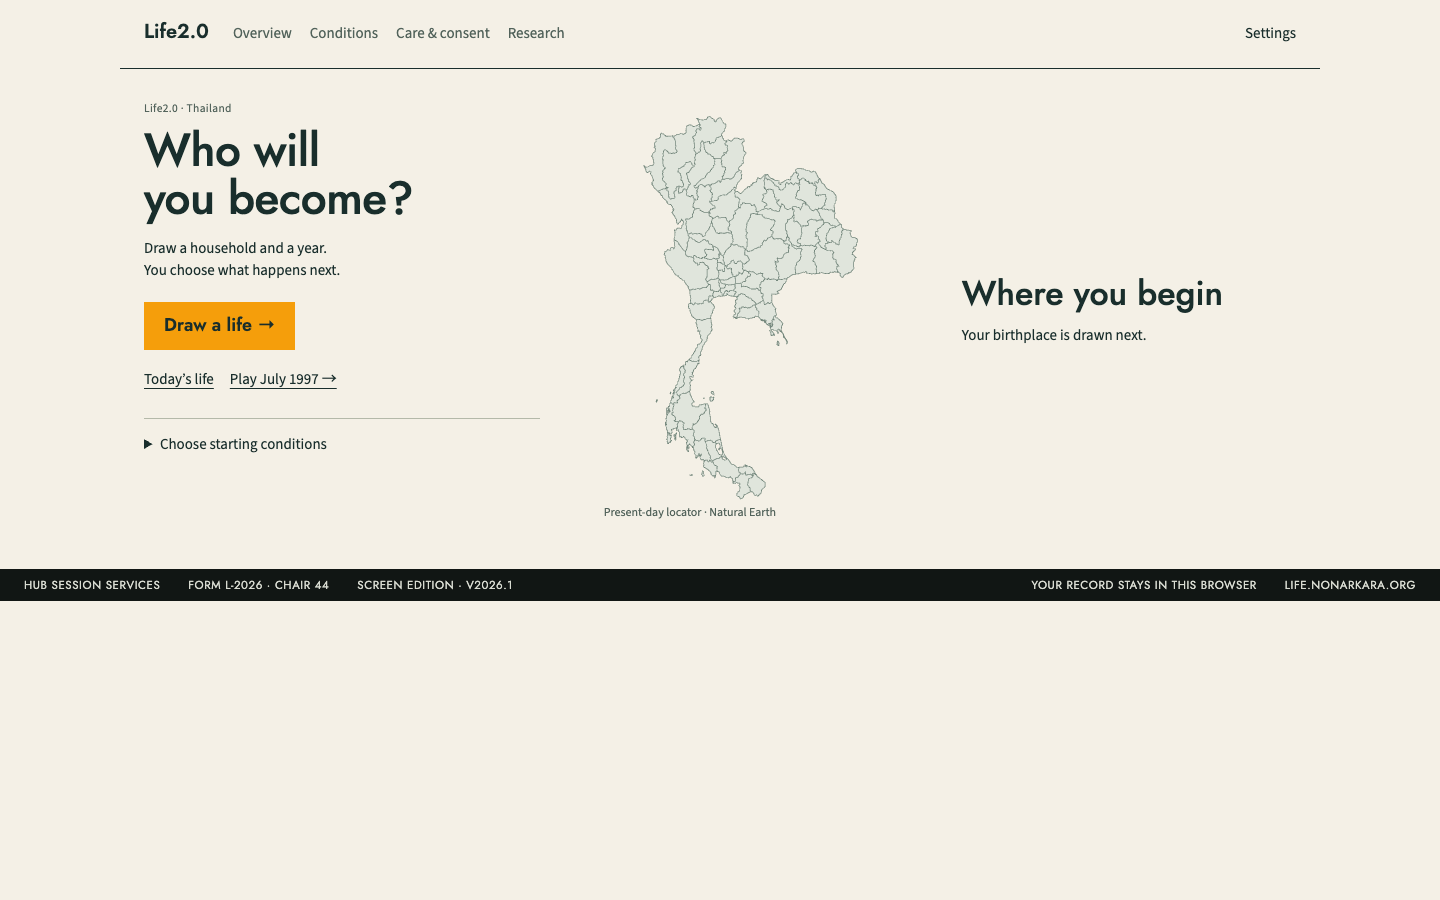 Life2.0
Overview
Conditions
Care & consent
Research
Settings
Life2.0 · Thailand
Who will
you become?
Draw a household and a year.
You choose what happens next.
Draw a life →
Today’s life
Play July 1997 →
▶ Choose starting conditions
Present-day locator · Natural Earth
Where you begin
Your birthplace is drawn next.
HUB SESSION SERVICES
FORM L-2026 · CHAIR 44
SCREEN EDITION · V2026.1
YOUR RECORD STAYS IN THIS BROWSER
LIFE.NONARKARA.ORG